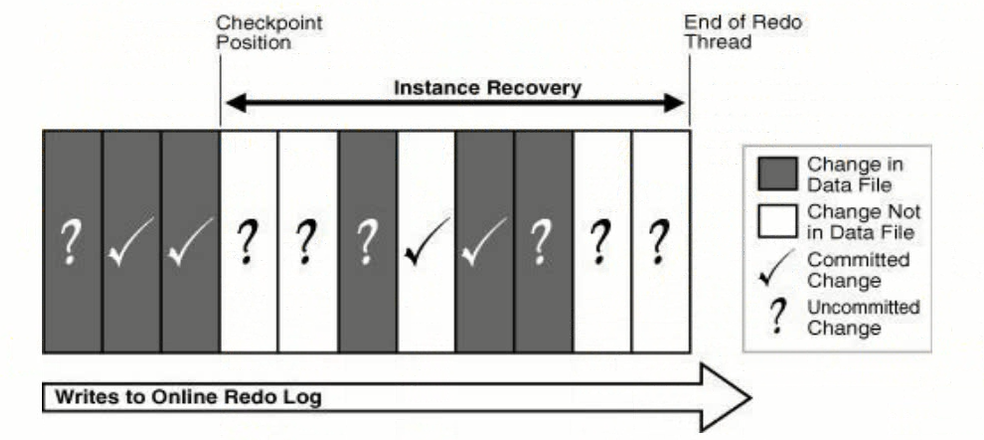 Checkpoint
Position
End of Redo
Thread
Instance Recovery
? ✓ ✓ ? ? ? ✓ ✓ ? ? ?
Change in
Data File
Change Not
in Data File
✓ Committed
Change
? Uncommitted
Change
Writes to Online Redo Log